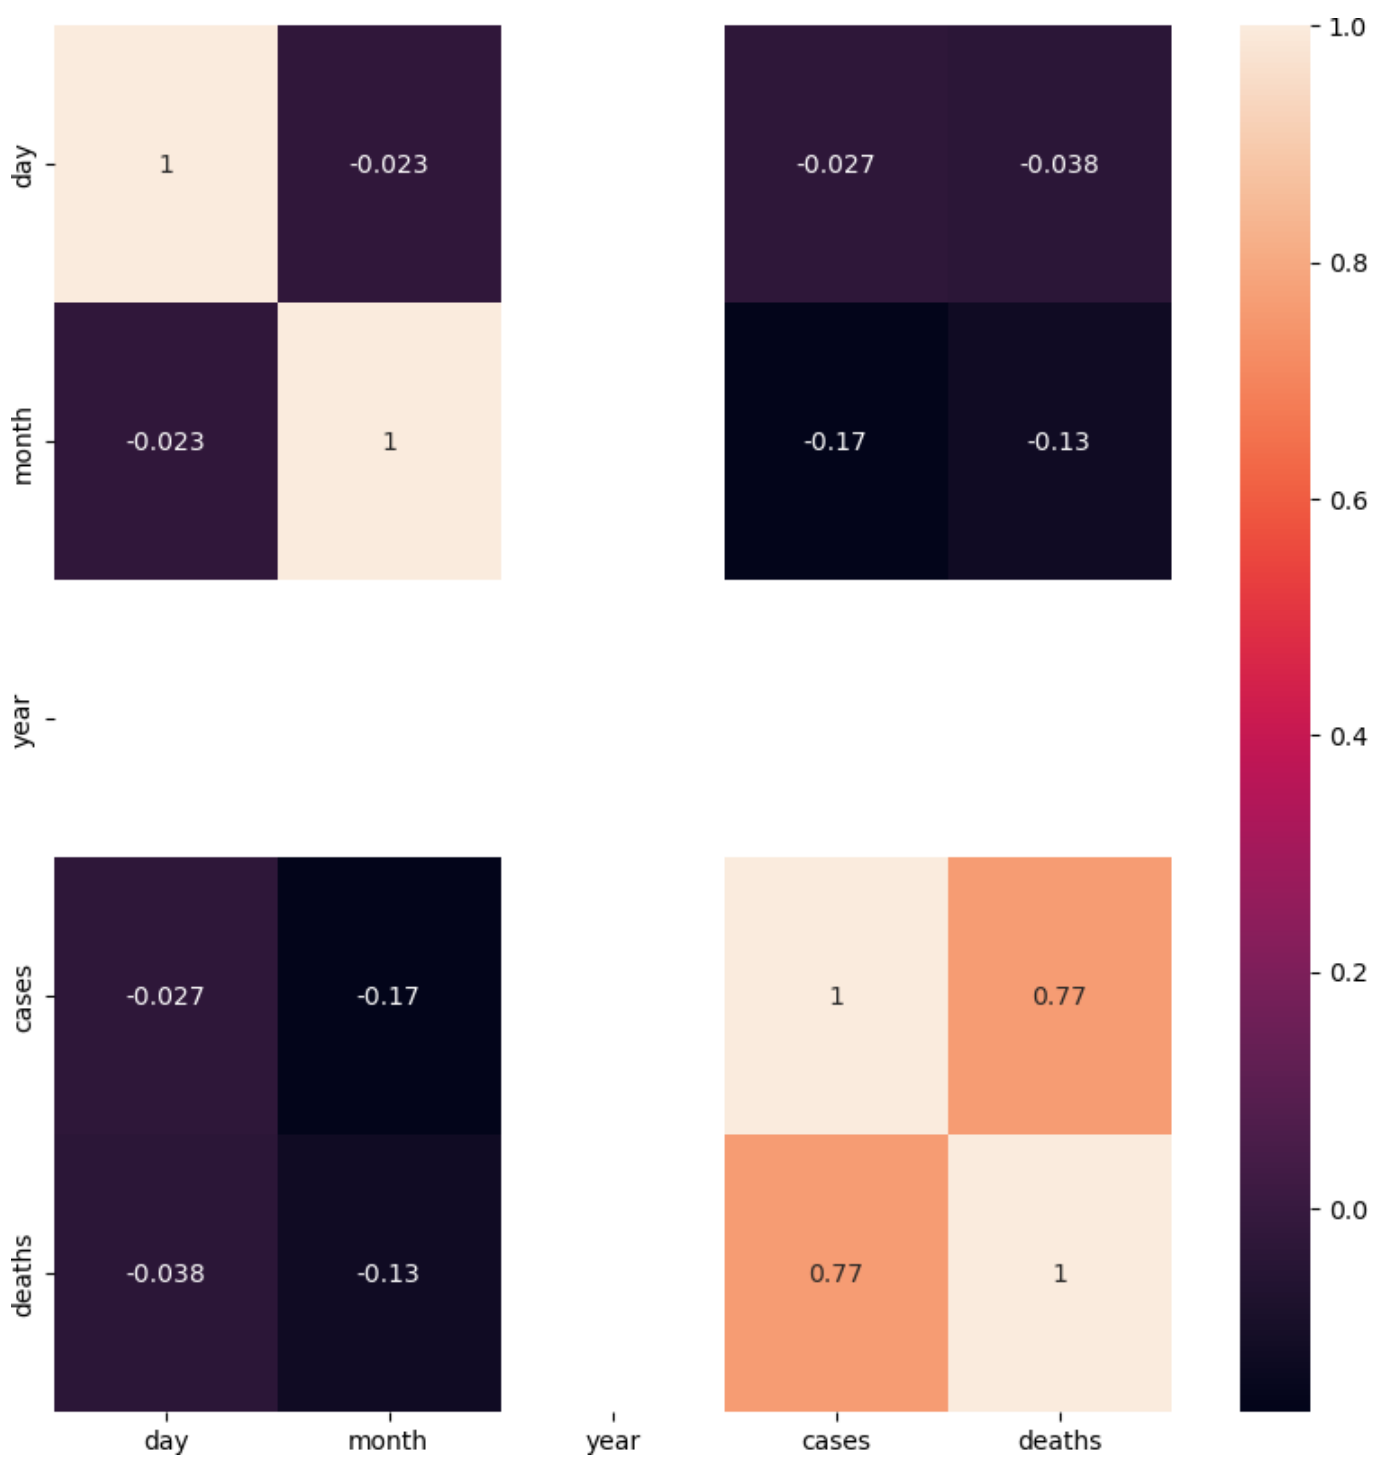 1.0
day 1 -0.023 -0.027 -0.038
0.8
month -0.023 1 -0.17 -0.13
0.6
year
0.4
cases -0.027 -0.17 1 0.77
0.2
0.0
deaths -0.038 -0.13 0.77 1
day month year cases deaths